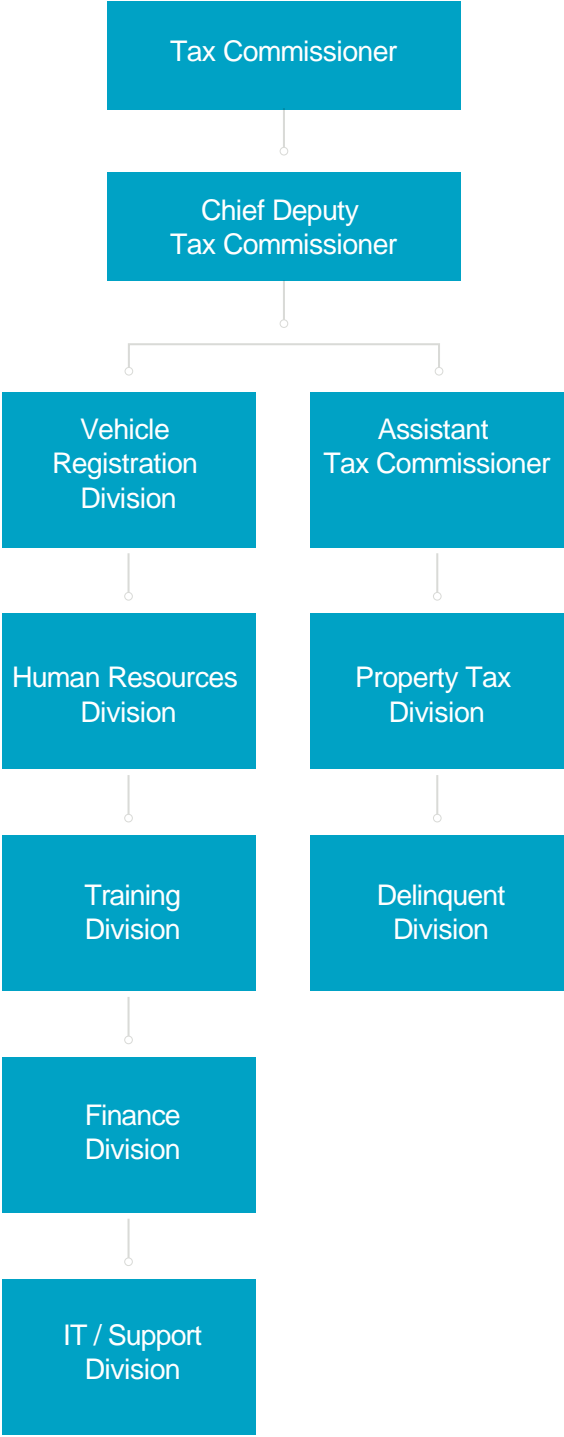 Tax Commissioner
Chief Deputy
Tax Commissioner
Vehicle
Registration
Division
Assistant
Tax Commissioner
Human Resources
Division
Property Tax
Division
Training
Division
Delinquent
Division
Finance
Division
IT / Support
Division